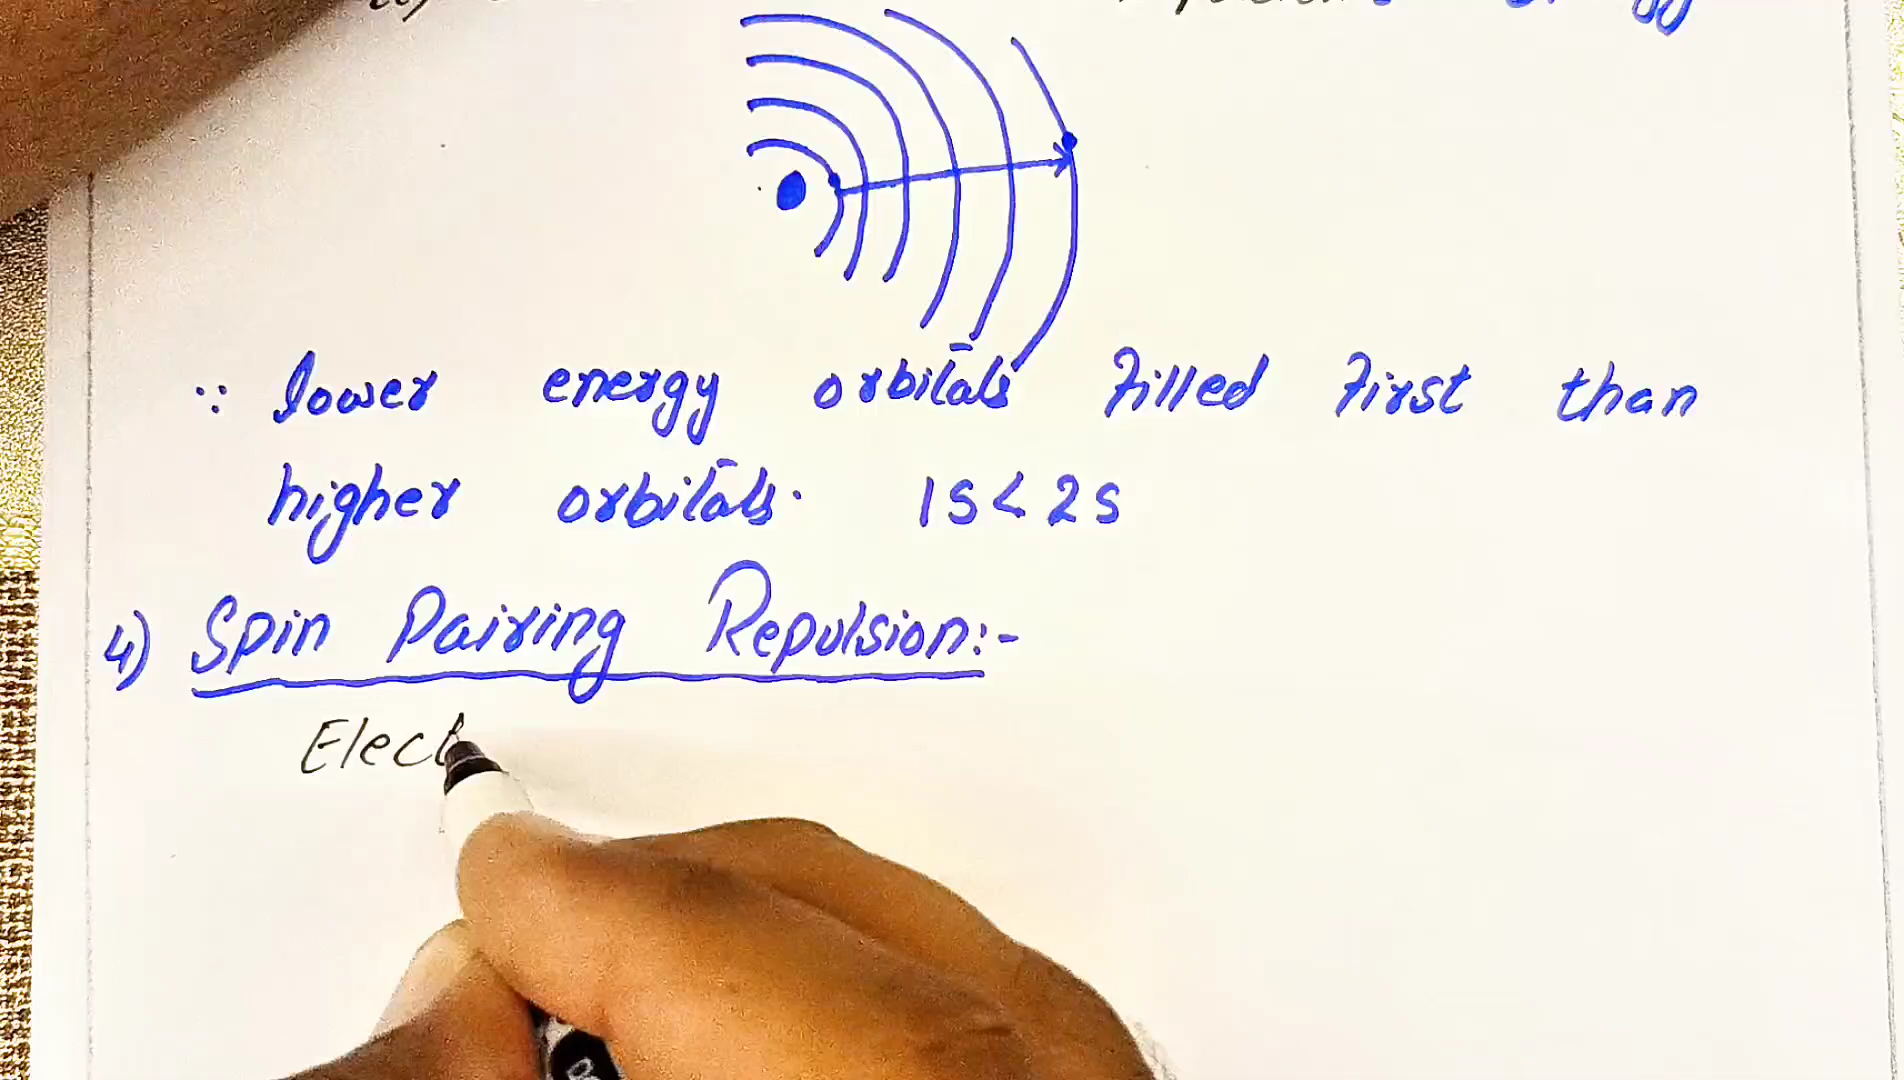 ∵ lower energy orbitals filled first than
higher orbitals. 1s < 2s
4) Spin Pairing Repulsion:-
Elect